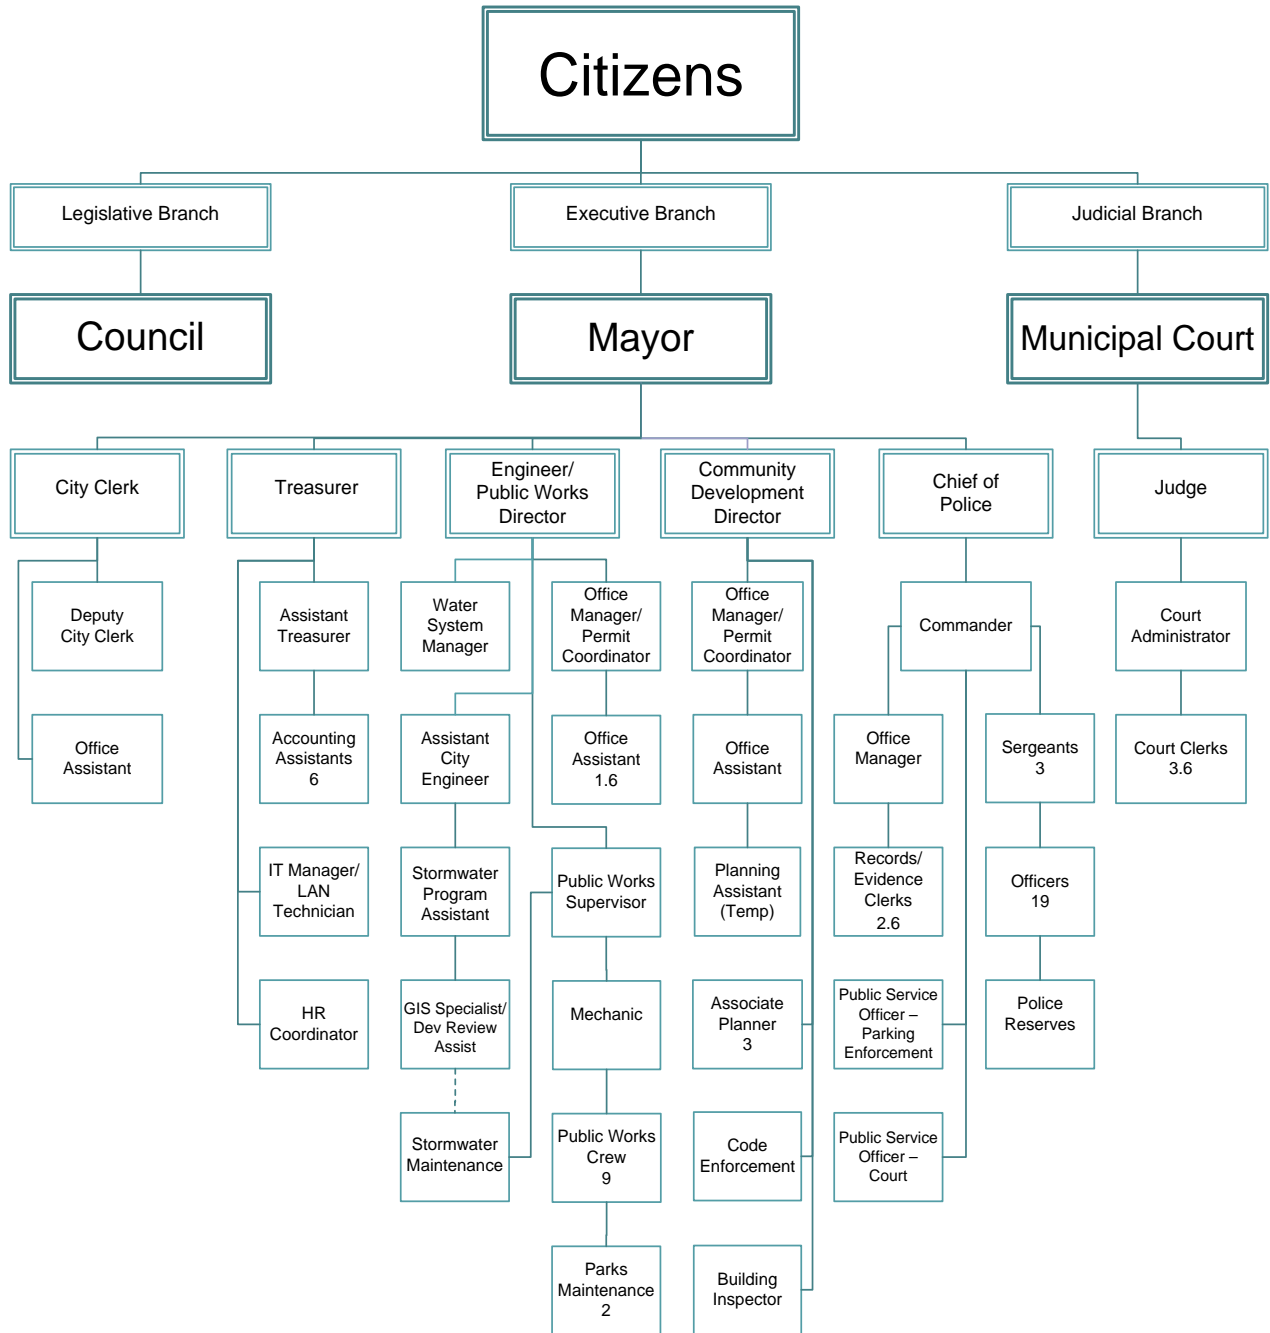 Citizens
Legislative Branch
Executive Branch
Judicial Branch
Council
Mayor
Municipal Court
City Clerk
Treasurer
Engineer/
Public Works
Director
Community
Development
Director
Chief of
Police
Judge
Deputy
City Clerk
Assistant
Treasurer
Water
System
Manager
Office
Manager/
Permit
Coordinator
Office
Manager/
Permit
Coordinator
Commander
Court
Administrator
Office
Assistant
Accounting
Assistants
6
Assistant
City
Engineer
Office
Assistant
1.6
Office
Assistant
Office
Manager
Sergeants
3
Court Clerks
3.6
IT Manager/
LAN
Technician
Stormwater
Program
Assistant
Public Works
Supervisor
Planning
Assistant
(Temp)
Records/
Evidence
Clerks
2.6
Officers
19
HR
Coordinator
GIS Specialist/
Dev Review
Assist
Mechanic
Associate
Planner
3
Public Service
Officer –
Parking
Enforcement
Police
Reserves
Stormwater
Maintenance
Public Works
Crew
9
Code
Enforcement
Public Service
Officer –
Court
Parks
Maintenance
2
Building
Inspector